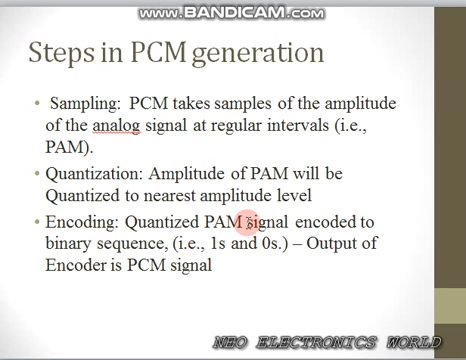 www.BANDICAM.com
Steps in PCM generation
• Sampling: PCM takes samples of the amplitude
of the analog signal at regular intervals (i.e.,
PAM).
• Quantization: Amplitude of PAM will be
Quantized to nearest amplitude level
• Encoding: Quantized PAM signal encoded to
binary sequence, (i.e., 1s and 0s.) – Output of
Encoder is PCM signal
NEO ELECTRONICS WORLD